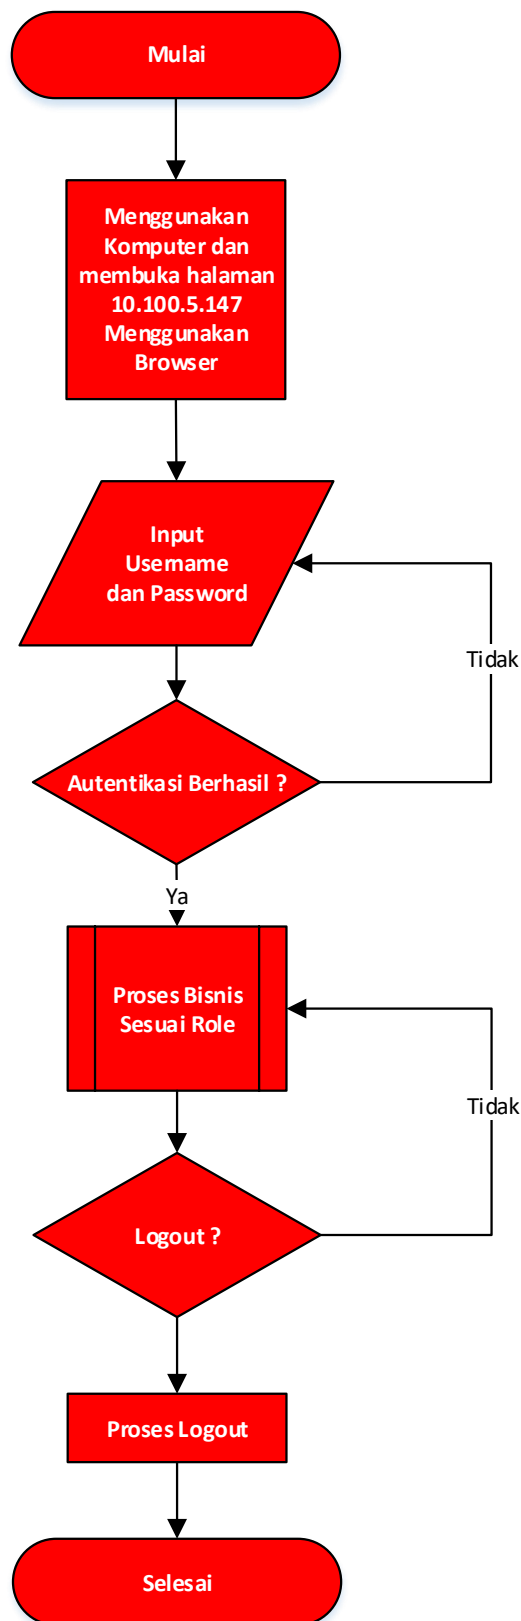 Mulai
Menggunakan
Komputer dan
membuka halaman
10.100.5.147
Menggunakan
Browser
Input
Username
dan Password
Tidak
Autentikasi Berhasil ?
Ya
Proses Bisnis
Sesuai Role
Tidak
Logout ?
Proses Logout
Selesai